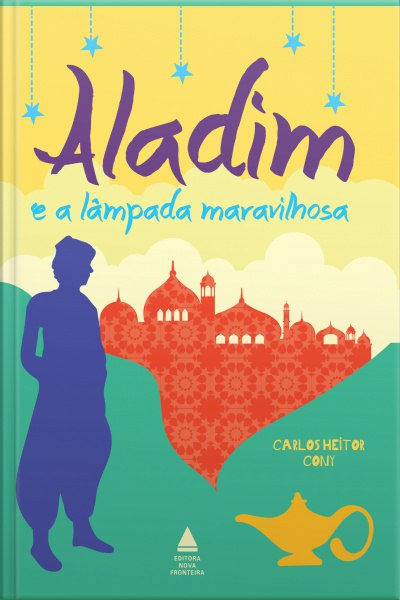 Aladim
e a lâmpada maravilhosa
CARLOS HEITOR
CONY
EDITORA
NOVA
FRONTEIRA